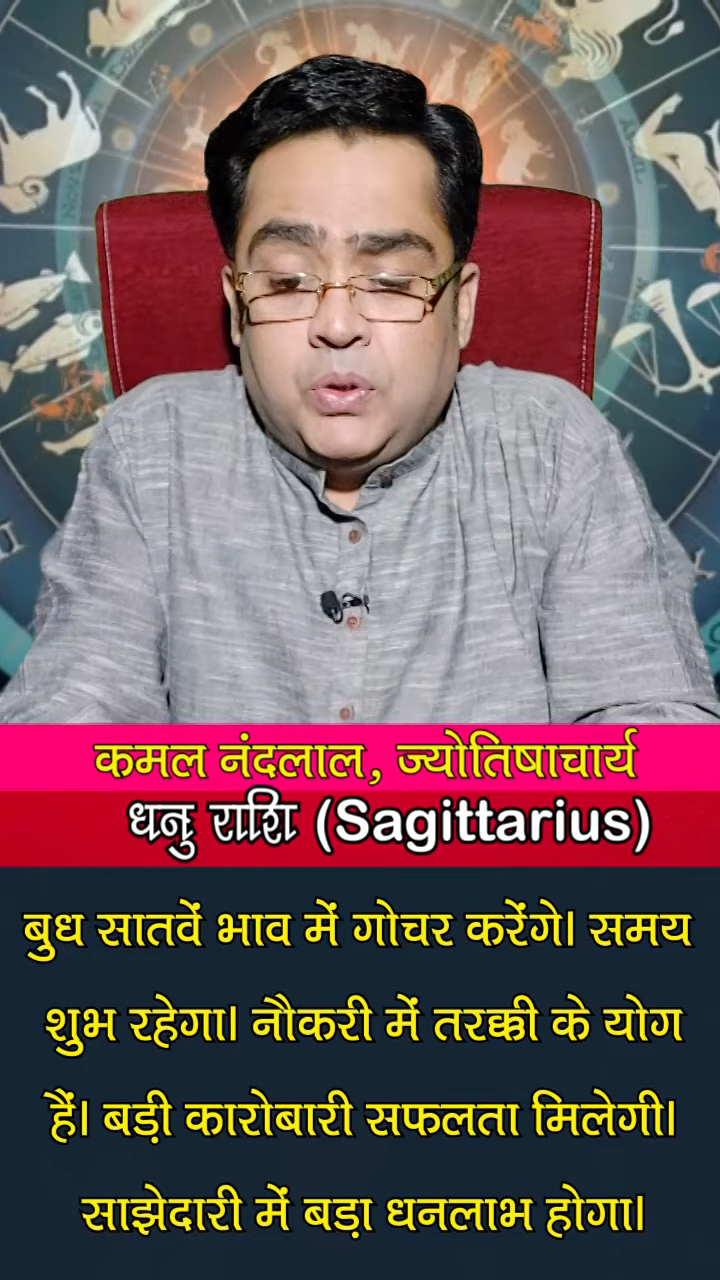 कमल नंदलाल, ज्योतिषाचार्य
धनु राशि (Sagittarius)
बुध सातवें भाव में गोचर करेंगे। समय
शुभ रहेगा। नौकरी में तरक्की के योग
हैं। बड़ी कारोबारी सफलता मिलेगी।
साझेदारी में बड़ा धनलाभ होगा।